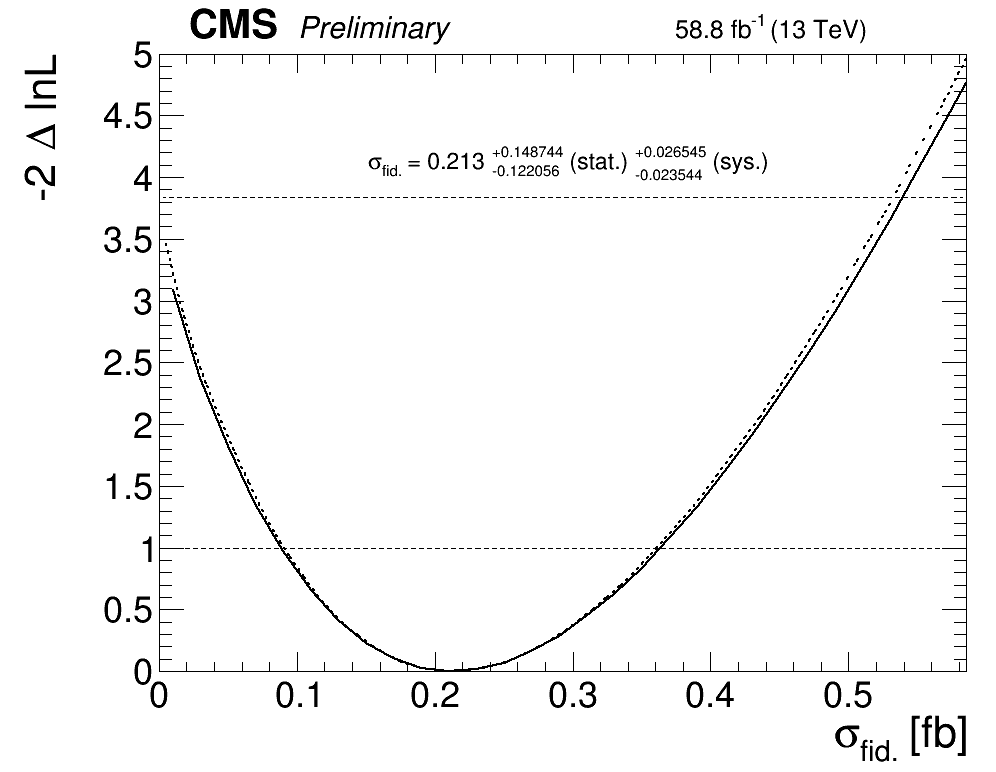 CMS Preliminary 58.8 fb⁻¹ (13 TeV)
-2 Δ lnL
5
4.5
4
3.5
3
2.5
2
1.5
1
0.5
0
σfid. = 0.213 +0.148744 -0.122056 (stat.) +0.026545 -0.023544 (sys.)
0 0.1 0.2 0.3 0.4 0.5
σfid. [fb]